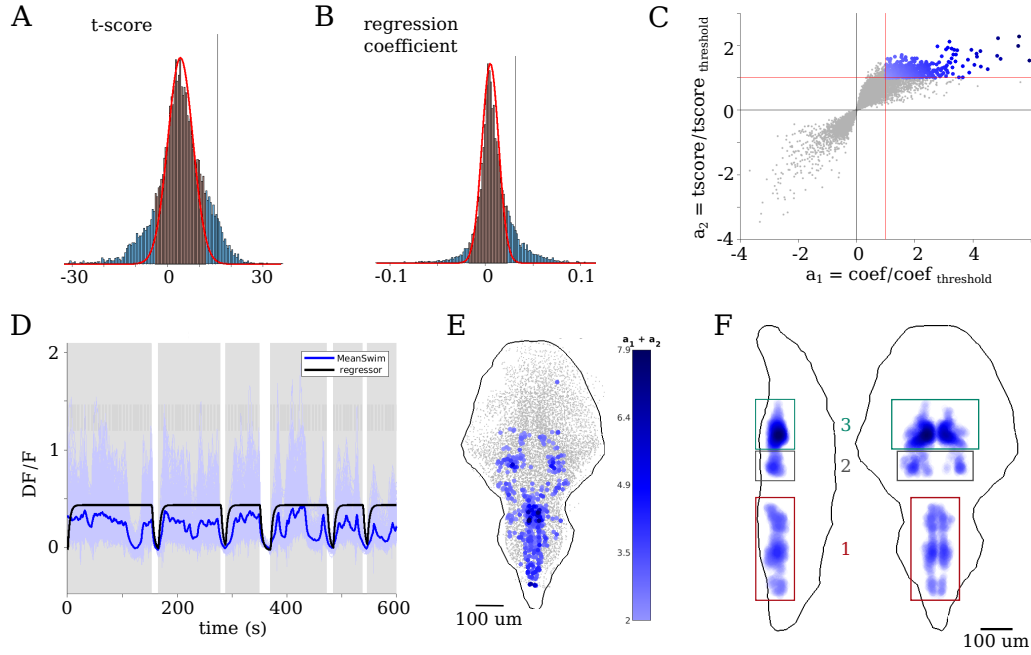 A
t-score
-30
0
30
B
regression
coefficient
-0.1
0
0.1
C
a2 = tscore/tscore threshold
2
0
-2
-4
-4
-2
0
2
4
a1 = coef/coef threshold
D
DF/F
2
1
0
MeanSwim
regressor
0
200
400
600
time (s)
E
a1 + a2
7.9
6.4
4.9
3.5
2
100 um
F
3
2
1
100 um